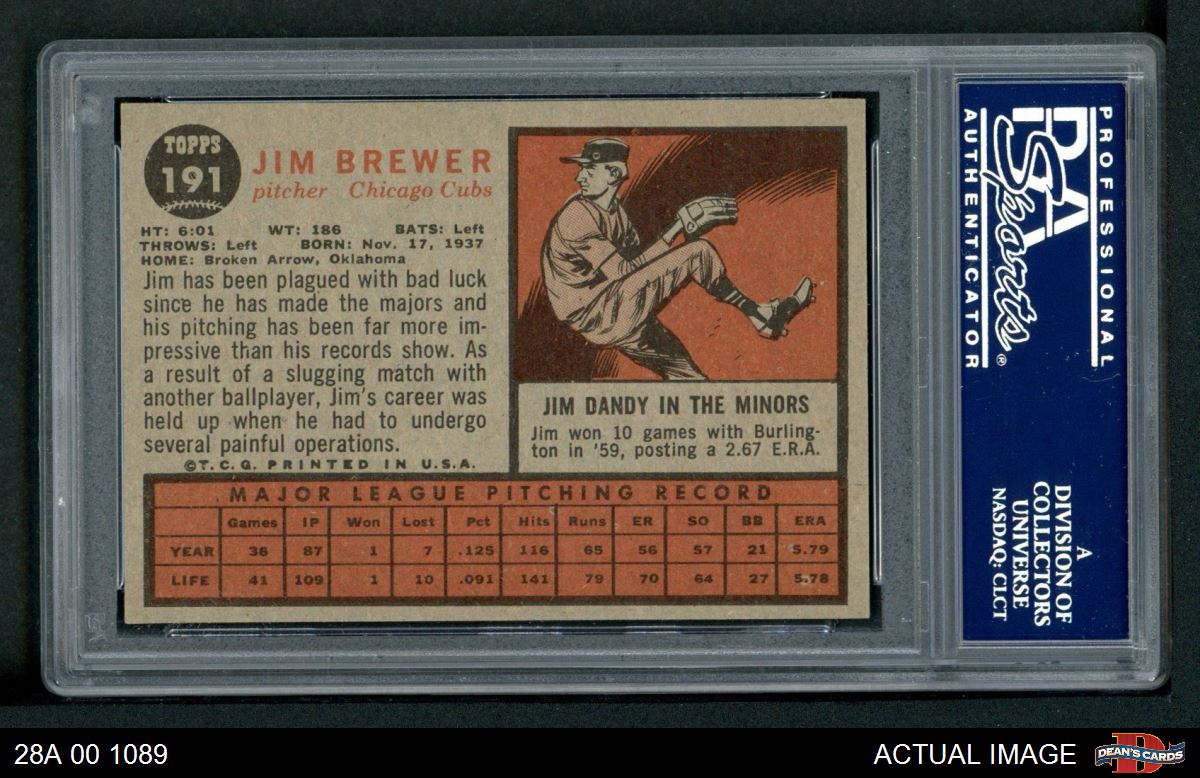 TOPPS
191
JIM BREWER
pitcher Chicago Cubs
HT: 6:01 WT: 186 BATS: Left
THROWS: Left BORN: Nov. 17, 1937
HOME: Broken Arrow, Oklahoma
Jim has been plagued with bad luck
since he has made the majors and
his pitching has been far more im-
pressive than his records show. As
a result of a slugging match with
another ballplayer, Jim's career was
held up when he had to undergo
several painful operations.
©T.C.G. PRINTED IN U.S.A.
JIM DANDY IN THE MINORS
Jim won 10 games with Burling-
ton in '59, posting a 2.67 E.R.A.
MAJOR LEAGUE PITCHING RECORD
Games IP Won Lost Pct Hits Runs ER SO BB ERA
YEAR 36 87 1 7 .125 116 65 56 57 21 5.79
LIFE 41 109 1 10 .091 141 79 70 64 27 5.78
PROFESSIONAL
PSA
Sports®
AUTHENTICATOR
A
DIVISION OF
COLLECTORS
UNIVERSE
NASDAQ: CLCT
28A 00 1089
ACTUAL IMAGE
D
DEAN'S CARDS